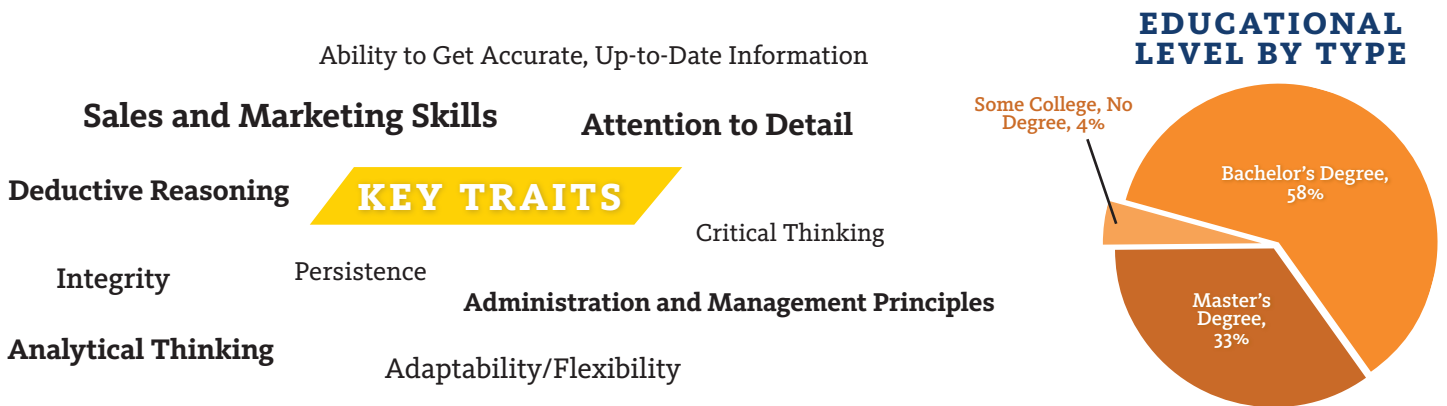 Ability to Get Accurate, Up-to-Date Information
Sales and Marketing Skills
Attention to Detail
Deductive Reasoning
KEY TRAITS
Critical Thinking
Integrity
Persistence
Administration and Management Principles
Analytical Thinking
Adaptability/Flexibility
EDUCATIONAL
LEVEL BY TYPE
Some College, No
Degree, 4%
Bachelor's Degree,
58%
Master's
Degree,
33%